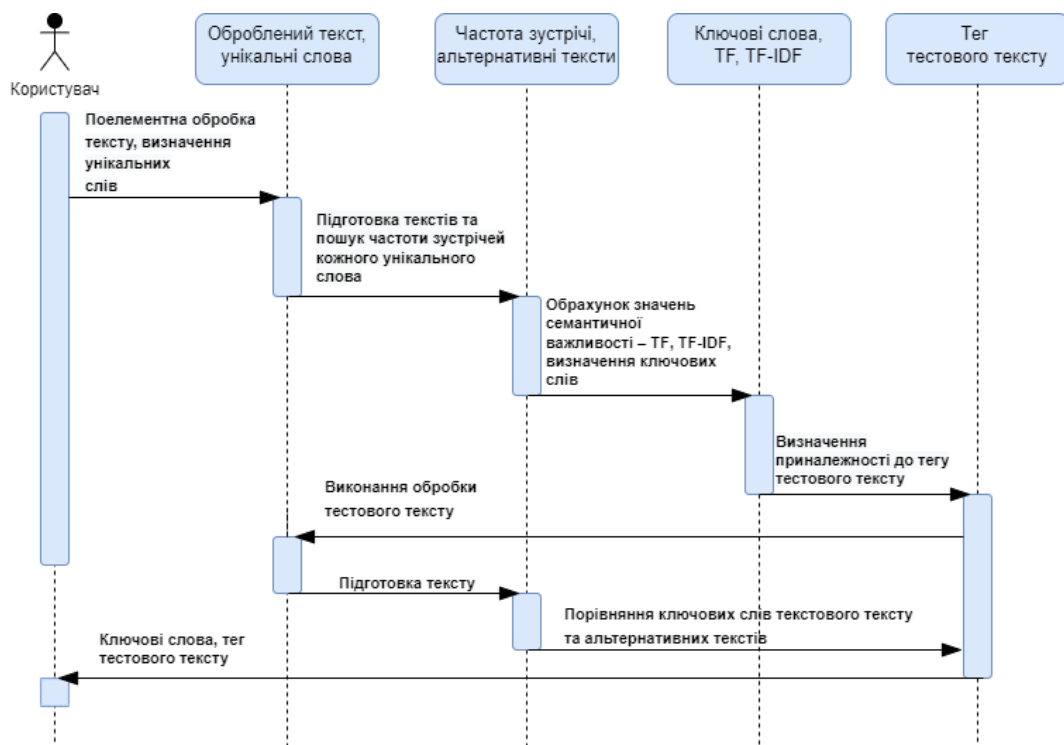 Оброблений текст,
унікальні слова
Частота зустрічі,
альтернативні тексти
Ключові слова,
TF, TF-IDF
Тег
тестового тексту
Користувач
Поелементна обробка
тексту, визначення
унікальних
слів
Підготовка текстів та
пошук частоти зустрічей
кожного унікального
слова
Обрахунок значень
семантичної
важливості – TF, TF-IDF,
визначення ключових
слів
Визначення
приналежності до тегу
тестового тексту
Виконання обробки
тестового тексту
Підготовка тексту
Порівняння ключових слів текстового тексту
та альтернативних текстів
Ключові слова, тег
тестового тексту